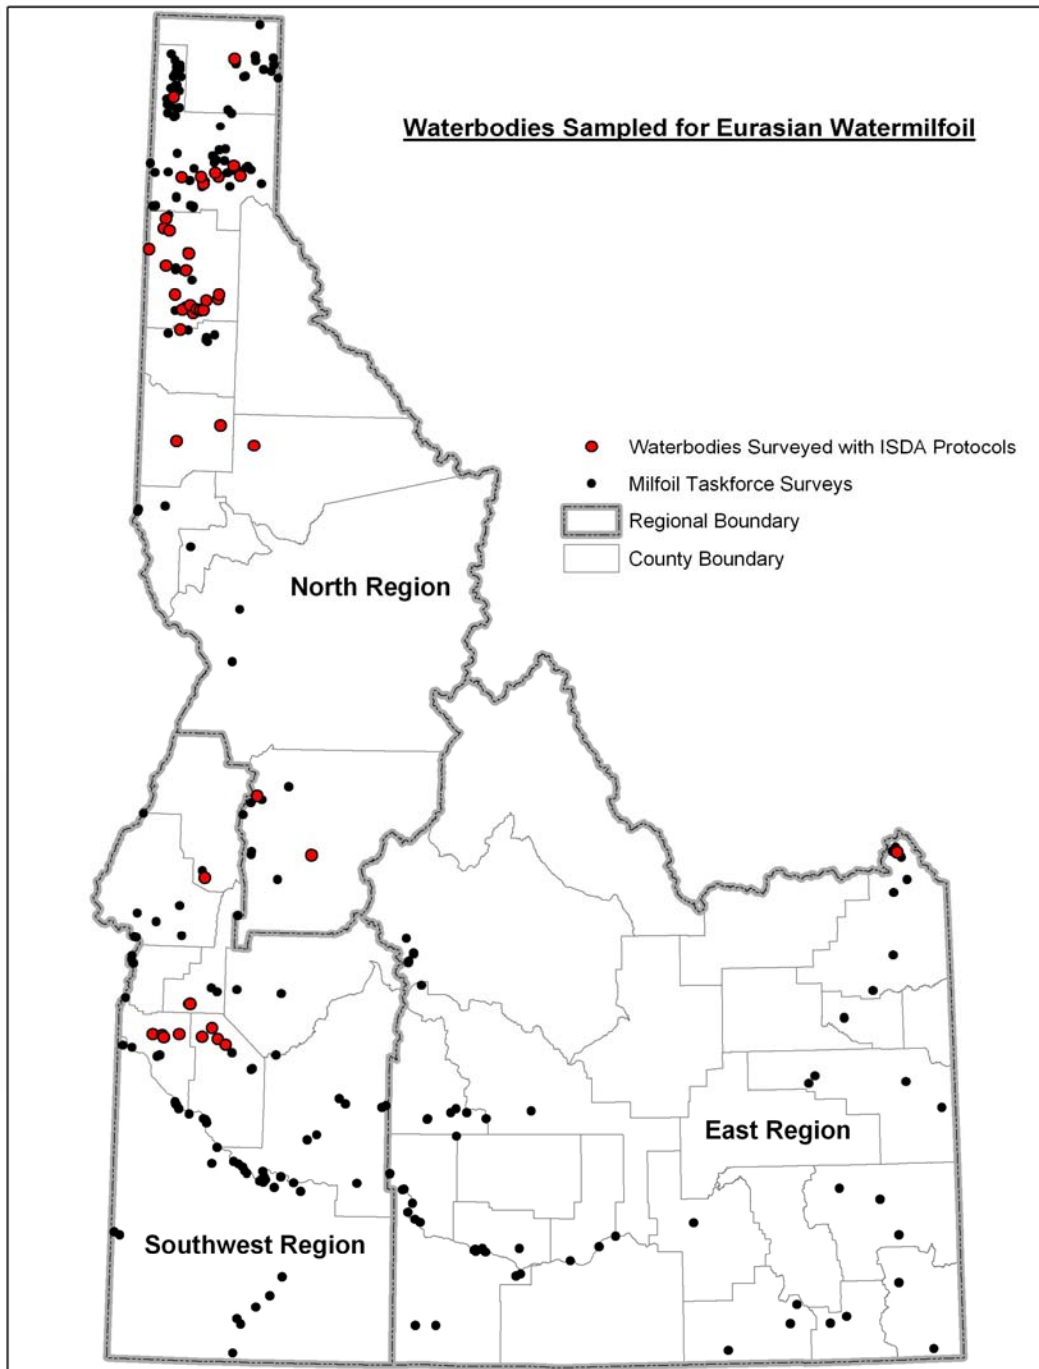 Waterbodies Sampled for Eurasian Watermilfoil
Waterbodies Surveyed with ISDA Protocols
Milfoil Taskforce Surveys
Regional Boundary
County Boundary
North Region
East Region
Southwest Region